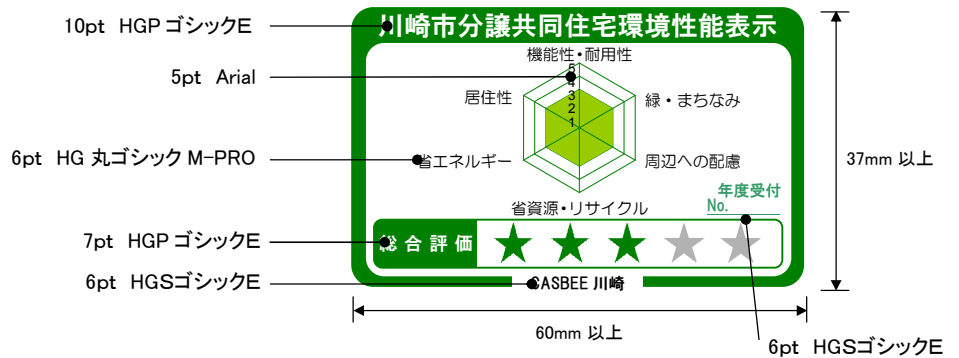 10pt HGP ゴシックE
川崎市分譲共同住宅環境性能表示
機能性・耐用性
5pt Arial
5
4
3
2
1
居住性
緑・まちなみ
6pt HG 丸ゴシック M-PRO
省エネルギー
周辺への配慮
37mm 以上
省資源・リサイクル
年度受付
No.
7pt HGP ゴシックE
総合評価
6pt HGSゴシックE
CASBEE 川崎
60mm 以上
6pt HGSゴシックE